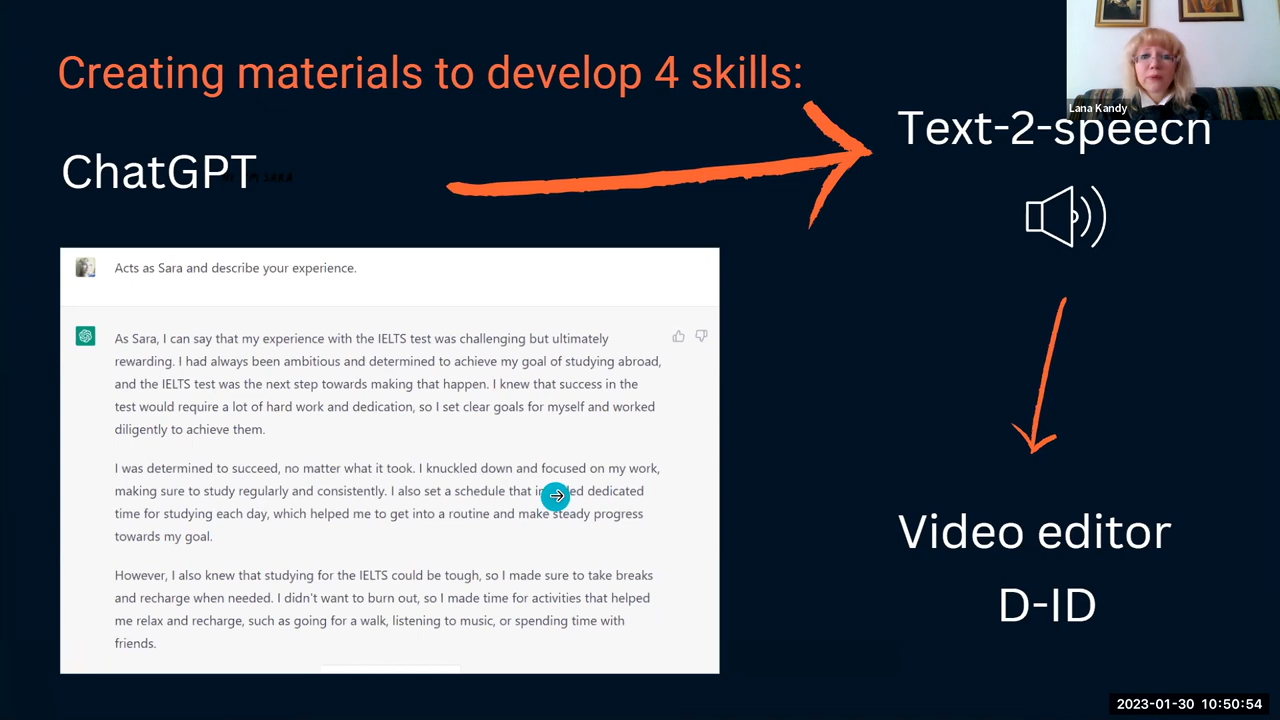 Creating materials to develop 4 skills:
Lana Kandy
Text-2-speech
ChatGPT
SARA
Acts as Sara and describe your experience.
As Sara, I can say that my experience with the IELTS test was challenging but ultimately
rewarding. I had always been ambitious and determined to achieve my goal of studying abroad,
and the IELTS test was the next step towards making that happen. I knew that success in the
test would require a lot of hard work and dedication, so I set clear goals for myself and worked
diligently to achieve them.
I was determined to succeed, no matter what it took. I knuckled down and focused on my work,
making sure to study regularly and consistently. I also set a schedule that dedicated
time for studying each day, which helped me to get into a routine and make steady progress
towards my goal.
However, I also knew that studying for the IELTS could be tough, so I made sure to take breaks
and recharge when needed. I didn't want to burn out, so I made time for activities that helped
me relax and recharge, such as going for a walk, listening to music, or spending time with
friends.
Video editor
D-ID
2023-01-30 10:50:54